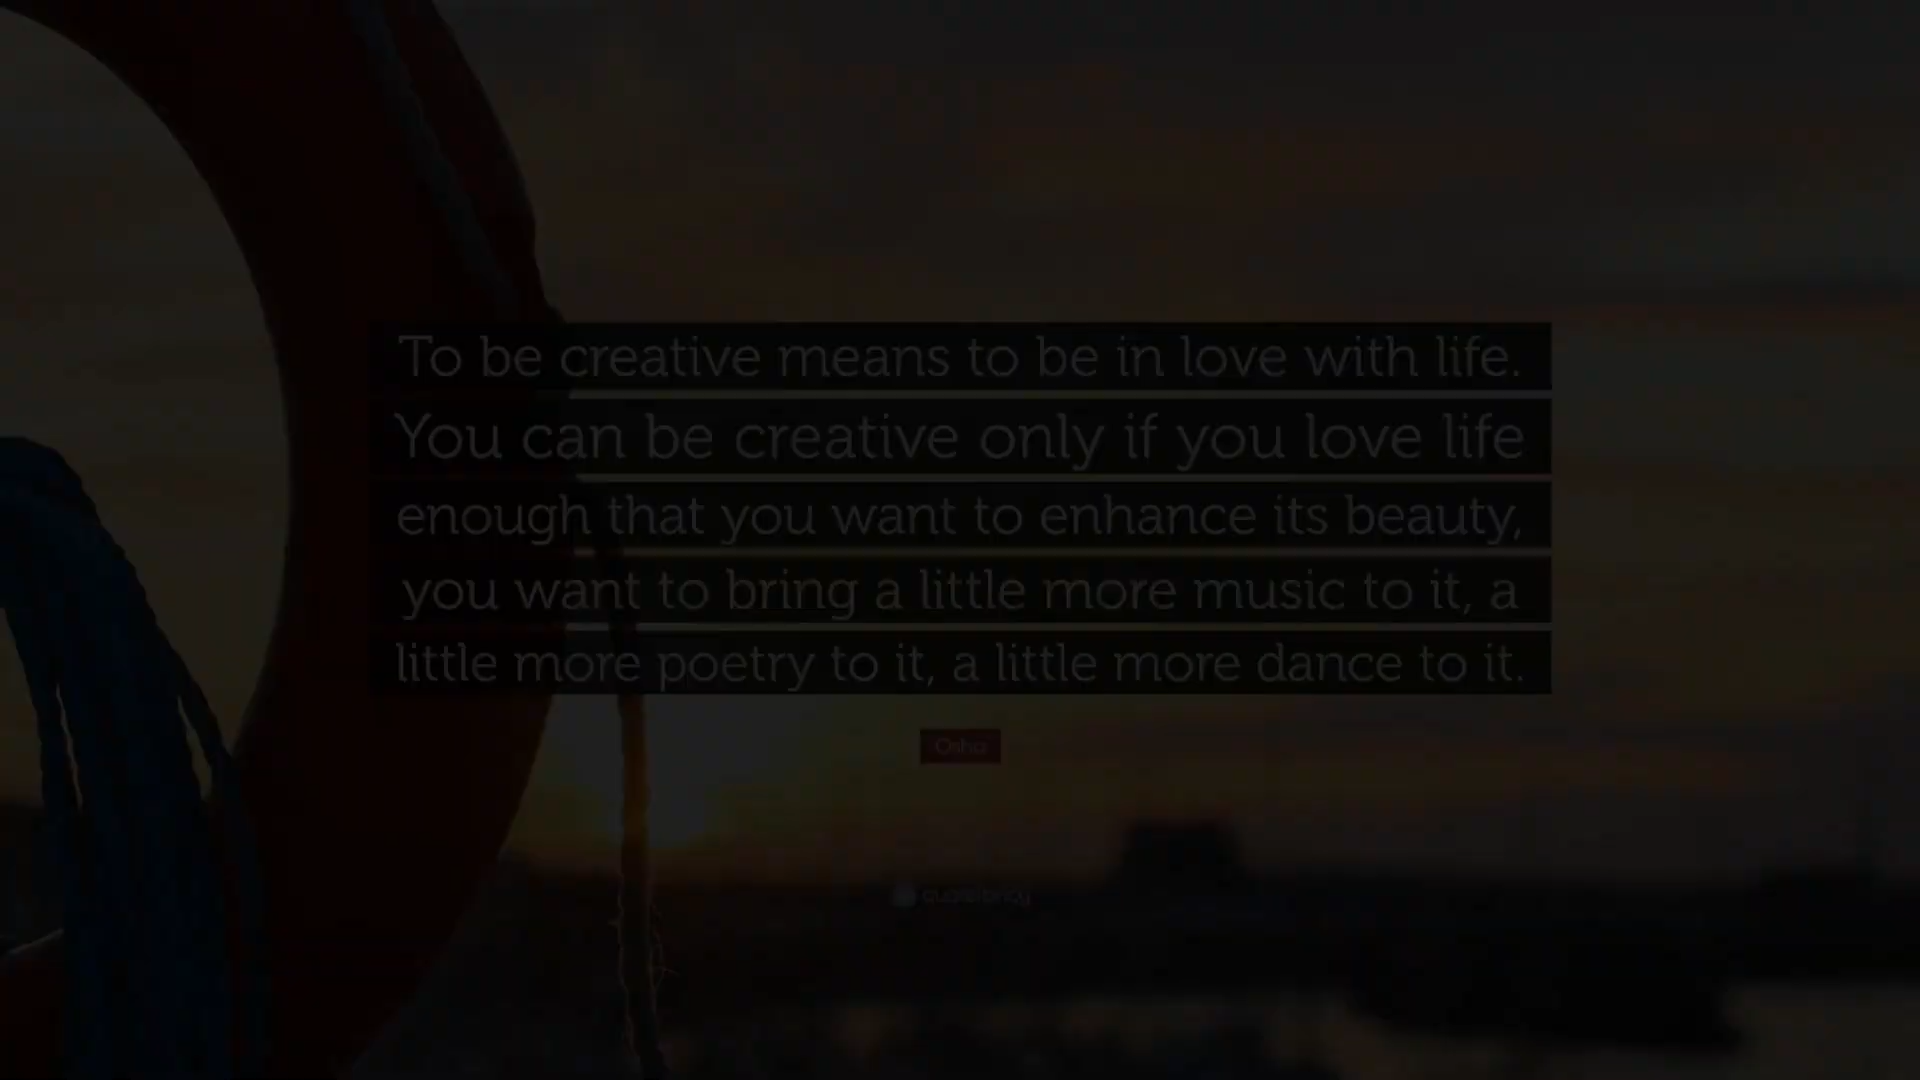 To be creative means to be in love with life.
You can be creative only if you love life
enough that you want to enhance its beauty,
you want to bring a little more music to it, a
little more poetry to it, a little more dance to it.
Osho
quotefancy